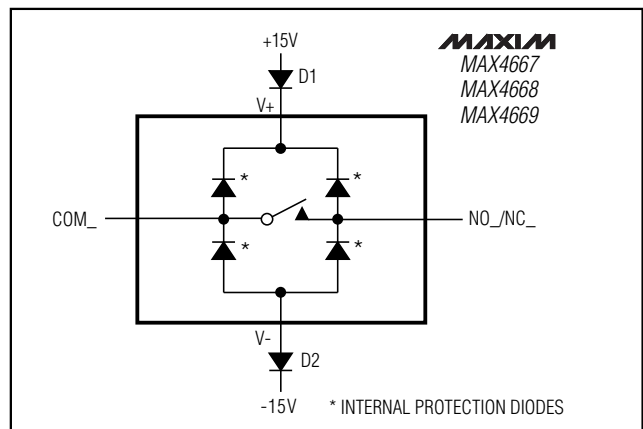 +15V
MAXIM
D1
MAX4667
MAX4668
MAX4669
V+
*
*
COM_
NO_/NC_
*
*
V-
D2
-15V
* INTERNAL PROTECTION DIODES